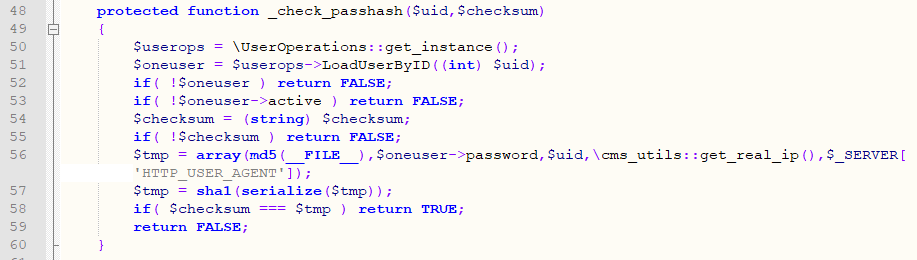 48 protected function _check_passhash($uid,$checksum)
49 {
50 $userops = \UserOperations::get_instance();
51 $oneuser = $userops->LoadUserByID((int) $uid);
52 if( !$oneuser ) return FALSE;
53 if( !$oneuser->active ) return FALSE;
54 $checksum = (string) $checksum;
55 if( !$checksum ) return FALSE;
56 $tmp = array(md5(__FILE__),$oneuser->password,$uid,\cms_utils::get_real_ip(),$_SERVER[
'HTTP_USER_AGENT']);
57 $tmp = sha1(serialize($tmp));
58 if( $checksum === $tmp ) return TRUE;
59 return FALSE;
60 }